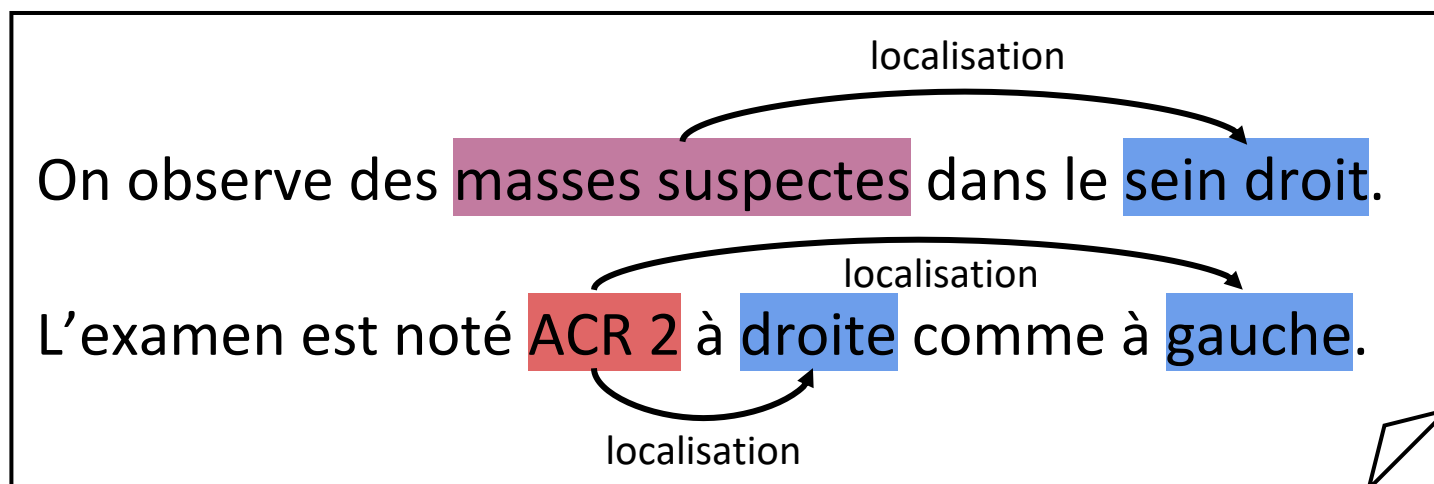 localisation
On observe des masses suspectes dans le sein droit.
localisation
L’examen est noté ACR 2 à droite comme à gauche.
localisation